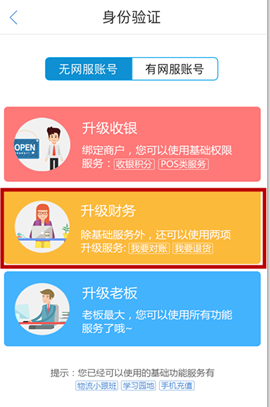 身份验证
无网服账号 有网服账号
升级收银
OPEN
绑定商户，您可以使用基础权限
服务：收银积分 POS类服务
升级财务
除基础服务外，还可以使用两项
升级服务: 我要对账 我要退货
升级老板
老板最大，您可以使用所有功能
服务了哦~
提示：您已经可以使用的基础功能服务有
物流小跟班 学习园地 手机充值